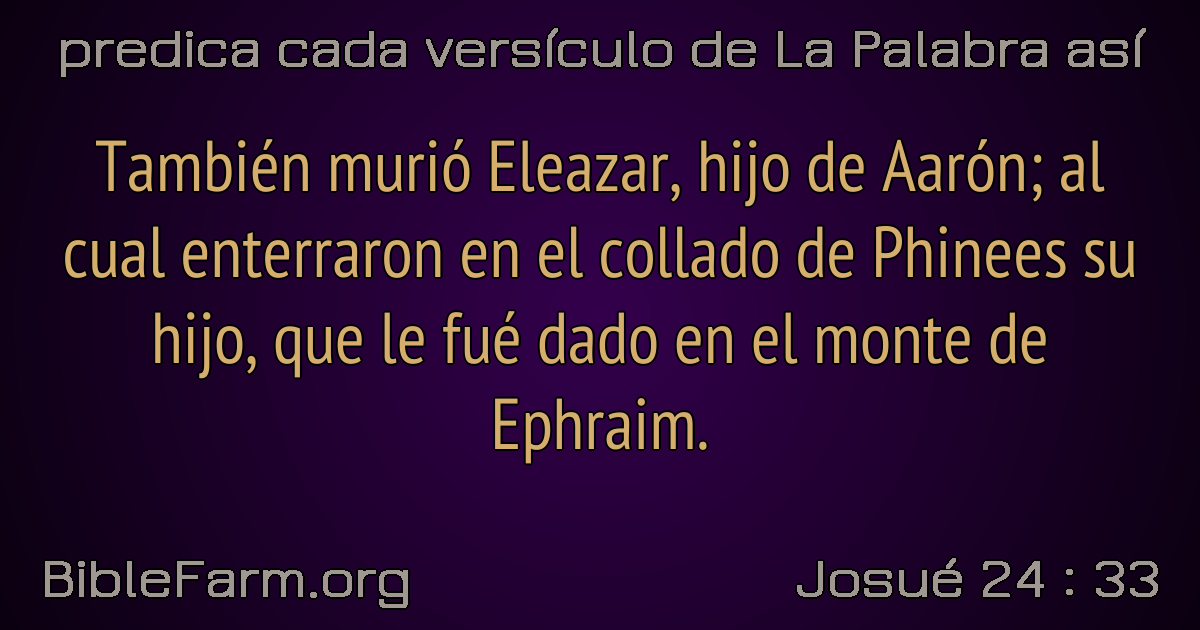 predica cada versículo de La Palabra así
También murió Eleazar, hijo de Aarón; al
cual enterraron en el collado de Phinees su
hijo, que le fué dado en el monte de
Ephraim.
BibleFarm.org
Josué 24 : 33